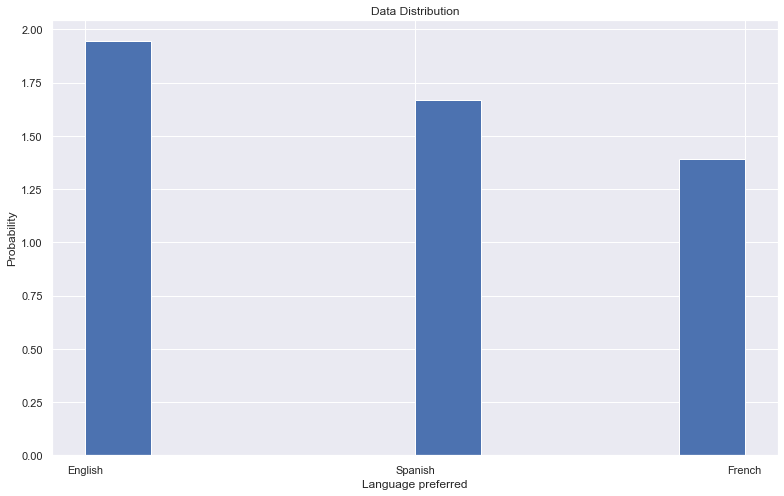 Data Distribution
2.00
1.75
1.50
1.25
1.00
0.75
0.50
0.25
0.00
Probability
English Spanish French
Language preferred